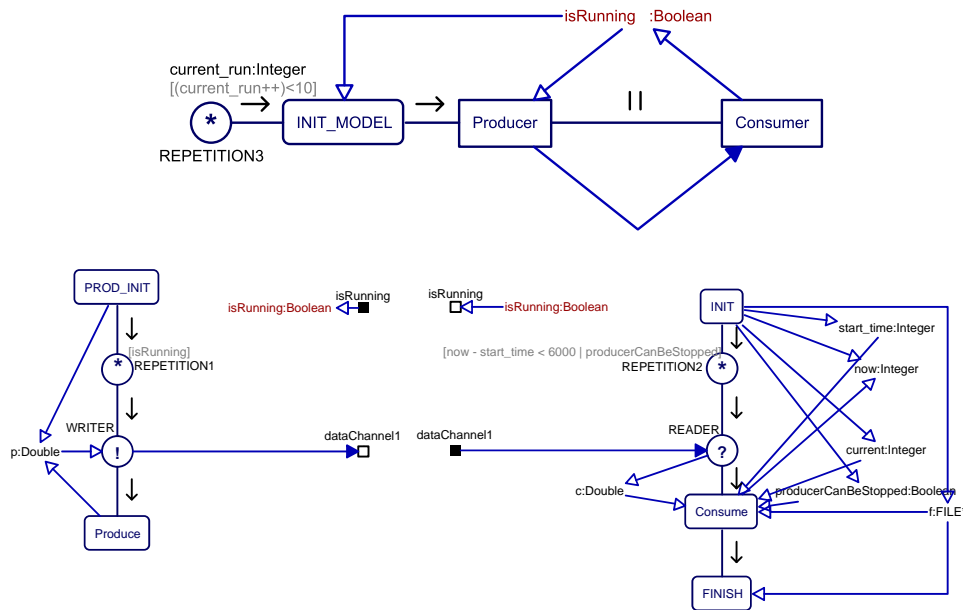 isRunning :Boolean
current_run:Integer
[(current_run++)<10]
*
INIT_MODEL
Producer
||
Consumer
REPETITION3
PROD_INIT
isRunning
isRunning:Boolean
isRunning
isRunning:Boolean
INIT
start_time:Integer
[isRunning]
*
REPETITION1
[now - start_time < 6000 | producerCanBeStopped]
REPETITION2
*
now:Integer
WRITER
p:Double
!
dataChannel1
dataChannel1
READER
?
current:Integer
c:Double
producerCanBeStopped:Boolean
Consume
f:FILE*
Produce
FINISH